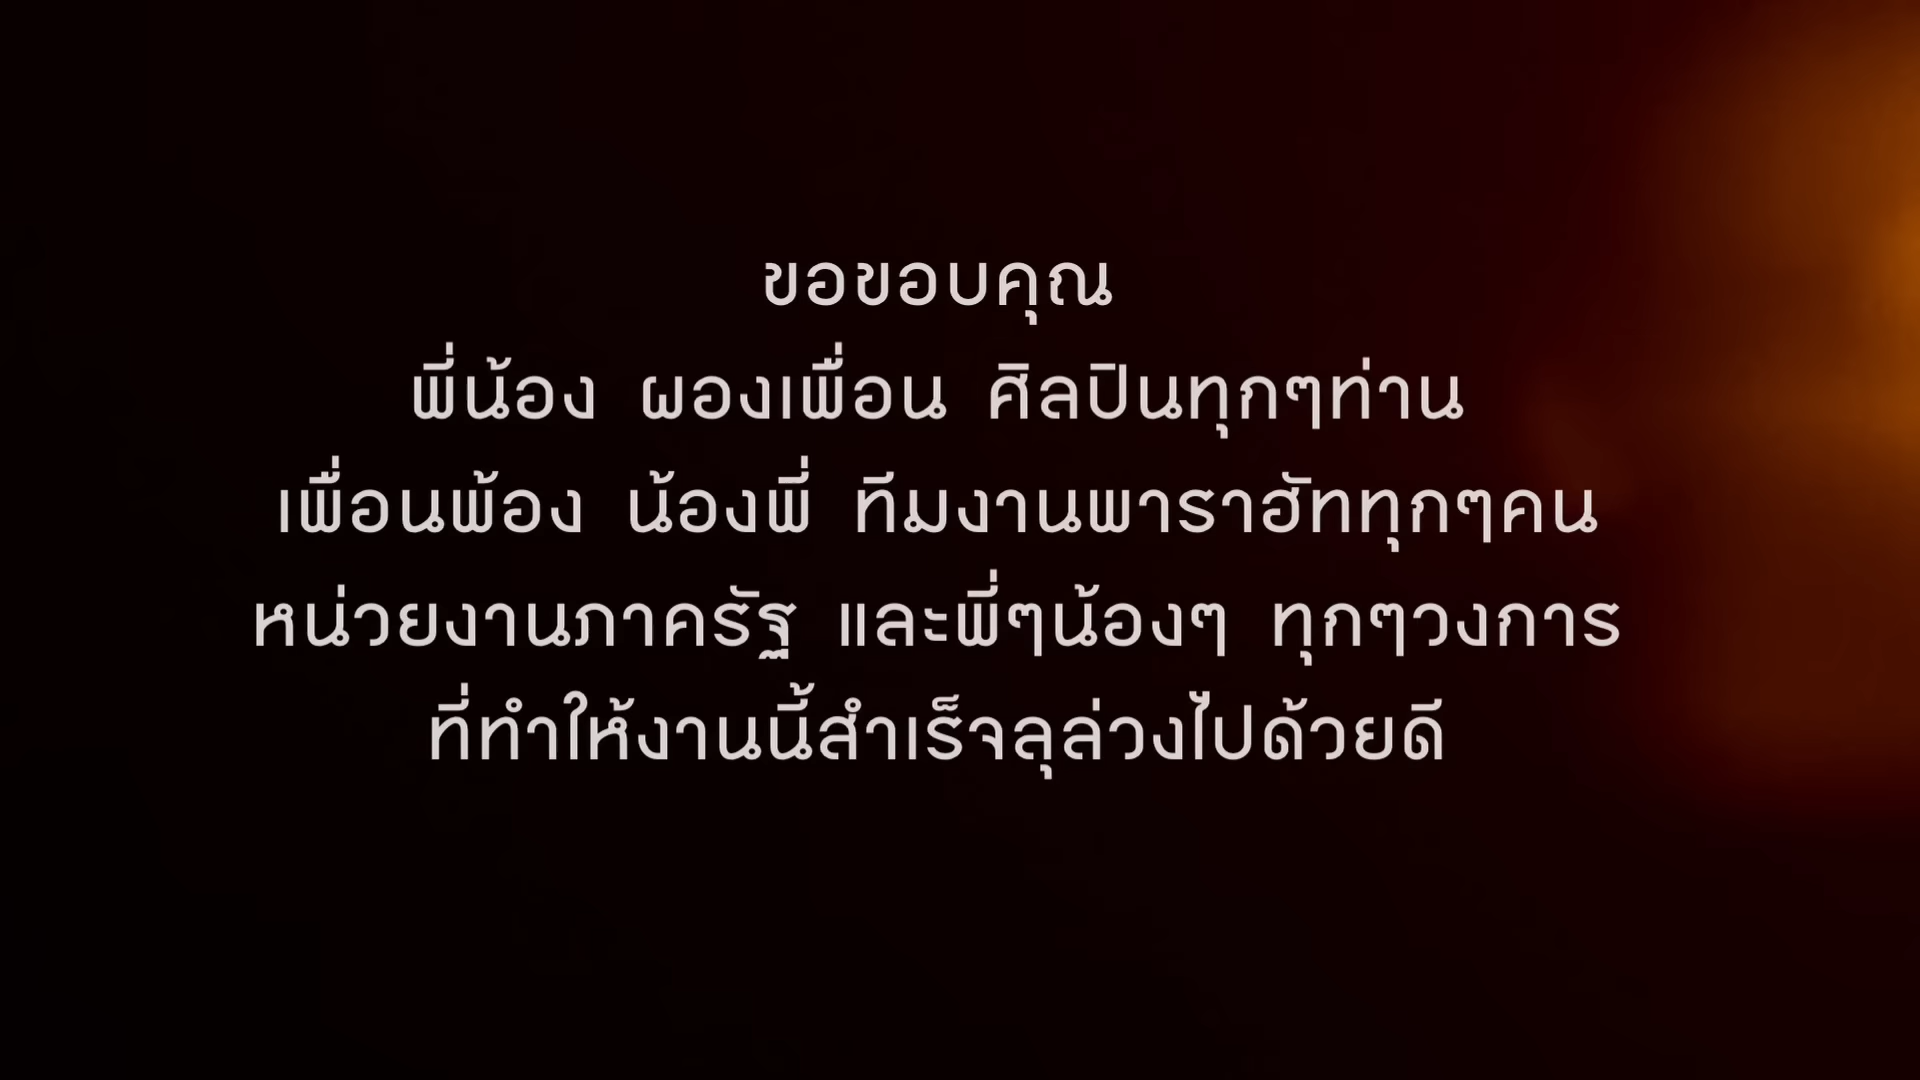 ขอขอบคุณ
พี่น้อง ผองเพื่อน ศิลปินทุกๆท่าน
เพื่อนพ้อง น้องพี่ ทีมงานพาราฮัททุกๆคน
หน่วยงานภาครัฐ และพี่ๆน้องๆ ทุกๆวงการ
ที่ทำให้งานนี้สำเร็จลุล่วงไปด้วยดี